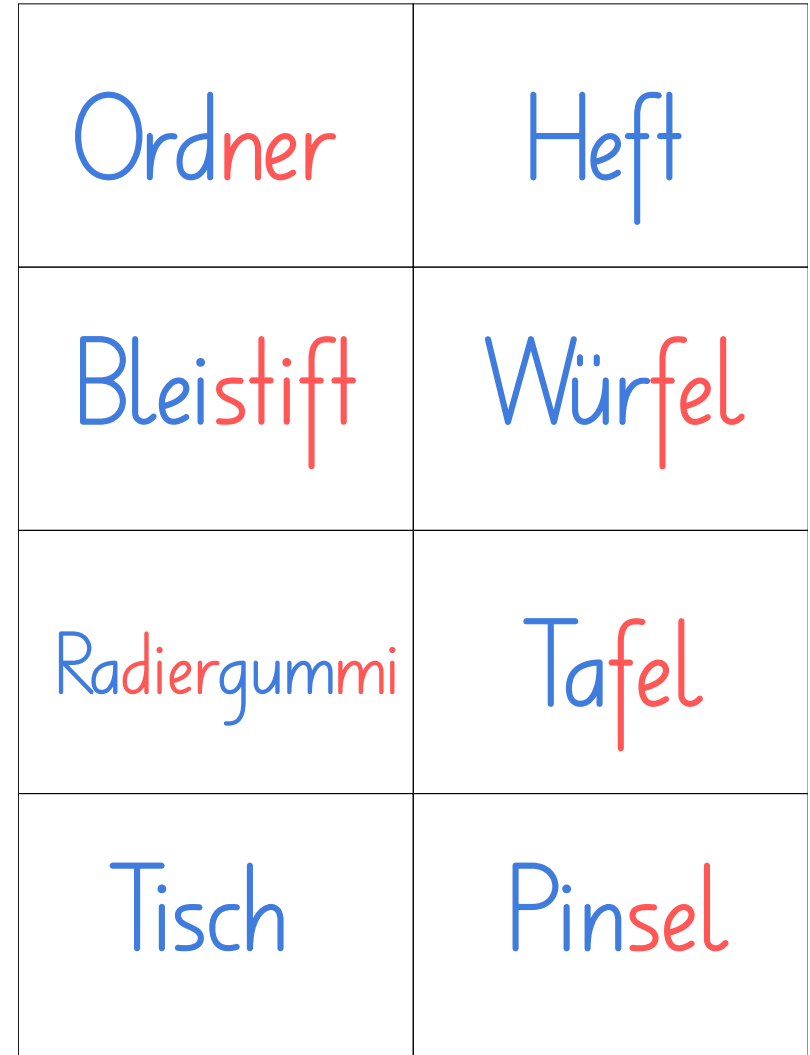 Ordner
Heft
Bleistift
Würfel
Radiergummi
Tafel
Tisch
Pinsel